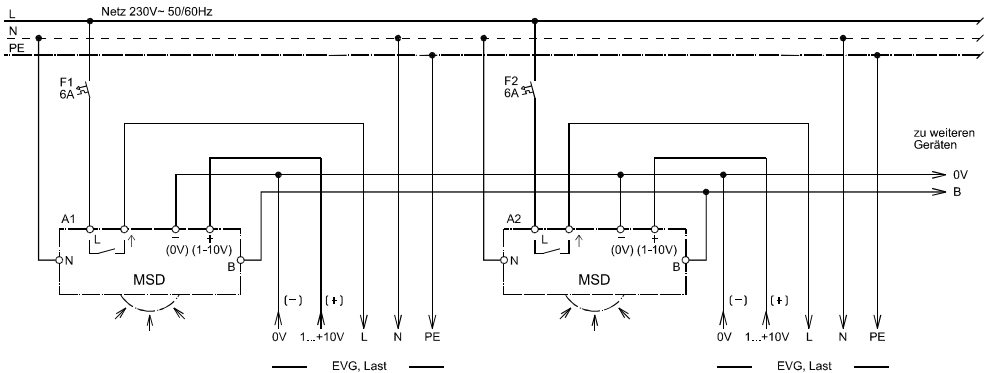 L Netz 230V~ 50/60Hz
N
PE
F1
6A
F2
6A
zu weiteren
Geräten
0V
B
A1
L
− +
(0V) (1-10V)
N
B
MSD
A2
L
− +
(0V) (1-10V)
N
B
MSD
(−) (+)
0V 1...+10V L N PE
EVG, Last
(−) (+)
0V 1...+10V L N PE
EVG, Last